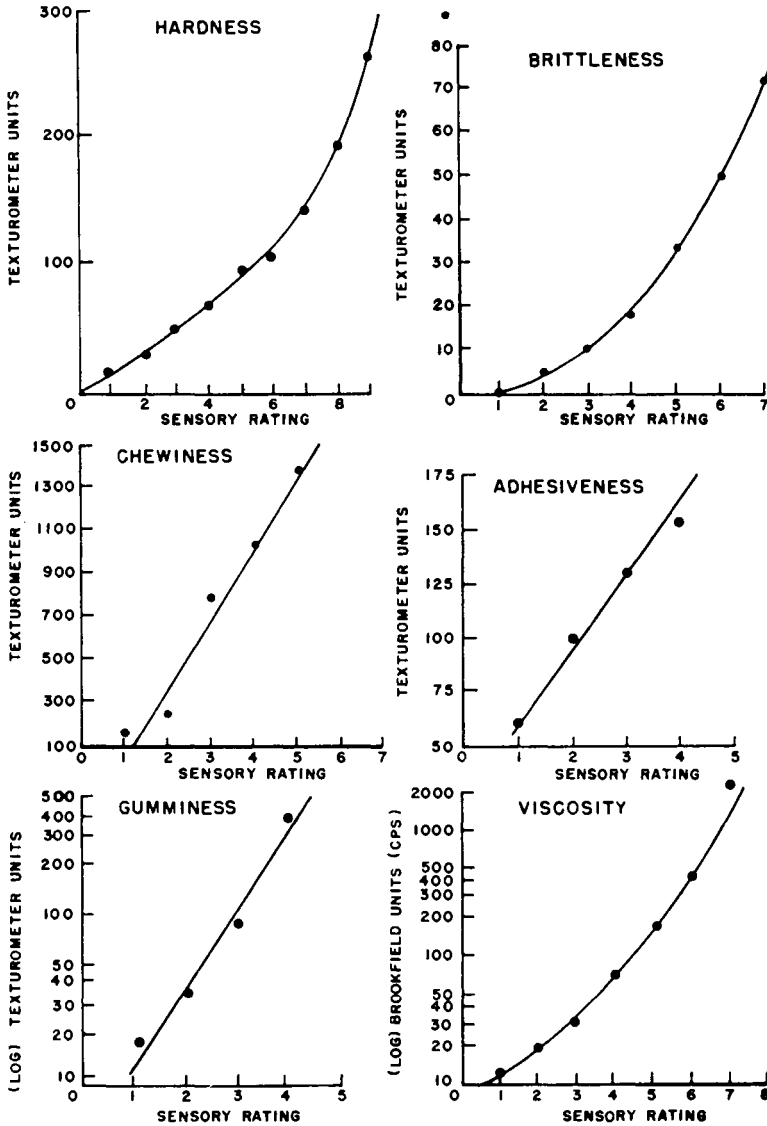 HARDNESS
TEXTUROMETER UNITS
300
200
100
0 2 4 6 8
SENSORY RATING
BRITTLENESS
TEXTUROMETER UNITS
80
70
60
50
40
30
20
10
0
0 1 2 3 4 5 6 7
SENSORY RATING
CHEWINESS
TEXTUROMETER UNITS
1500
1300
1100
900
700
500
300
100
0 1 2 3 4 5 6 7
SENSORY RATING
ADHESIVENESS
TEXTUROMETER UNITS
175
150
125
100
75
50
0 1 2 3 4 5
SENSORY RATING
GUMMINESS
(LOG) TEXTUROMETER UNITS
500
400
300
200
100
50
40
30
20
10
0 1 2 3 4 5
SENSORY RATING
VISCOSITY
(LOG) BROOKFIELD UNITS (CPS)
2000
1000
500
400
300
200
100
50
40
30
20
10
0 1 2 3 4 5 6 7 8
SENSORY RATING